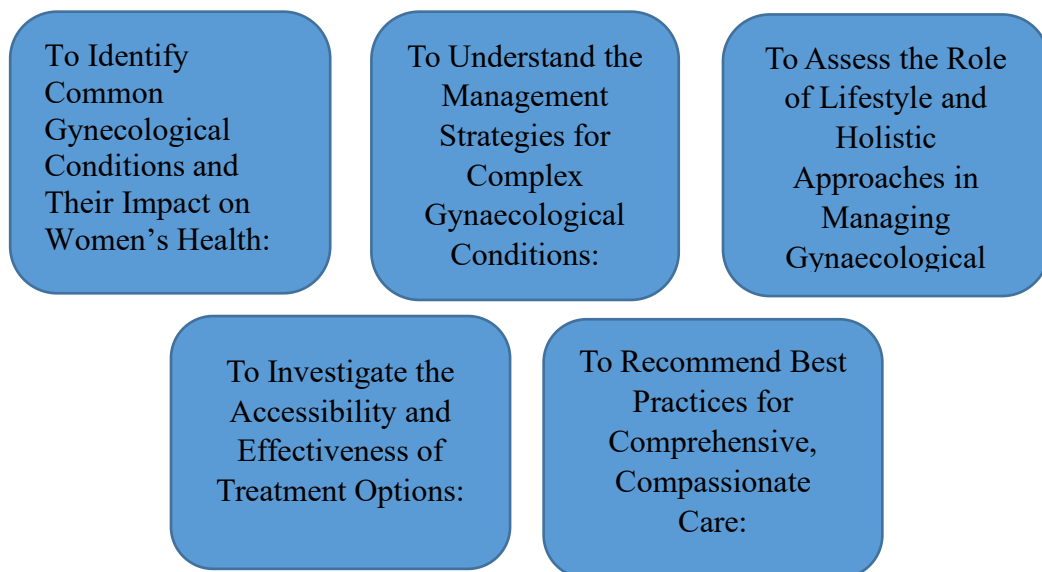 To Identify
Common
Gynecological
Conditions and
Their Impact on
Women’s Health:
To Understand the
Management
Strategies for
Complex
Gynaecological
Conditions:
To Assess the Role
of Lifestyle and
Holistic
Approaches in
Managing
Gynaecological
To Investigate the
Accessibility and
Effectiveness of
Treatment Options:
To Recommend Best
Practices for
Comprehensive,
Compassionate
Care: